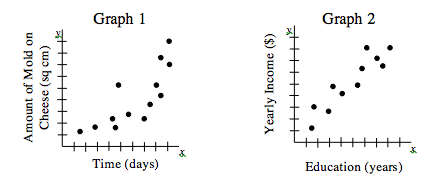 Graph 1
y
Amount of Mold on
Cheese (sq cm)
Time (days)
x
Graph 2
y
Yearly Income ($)
Education (years)
x